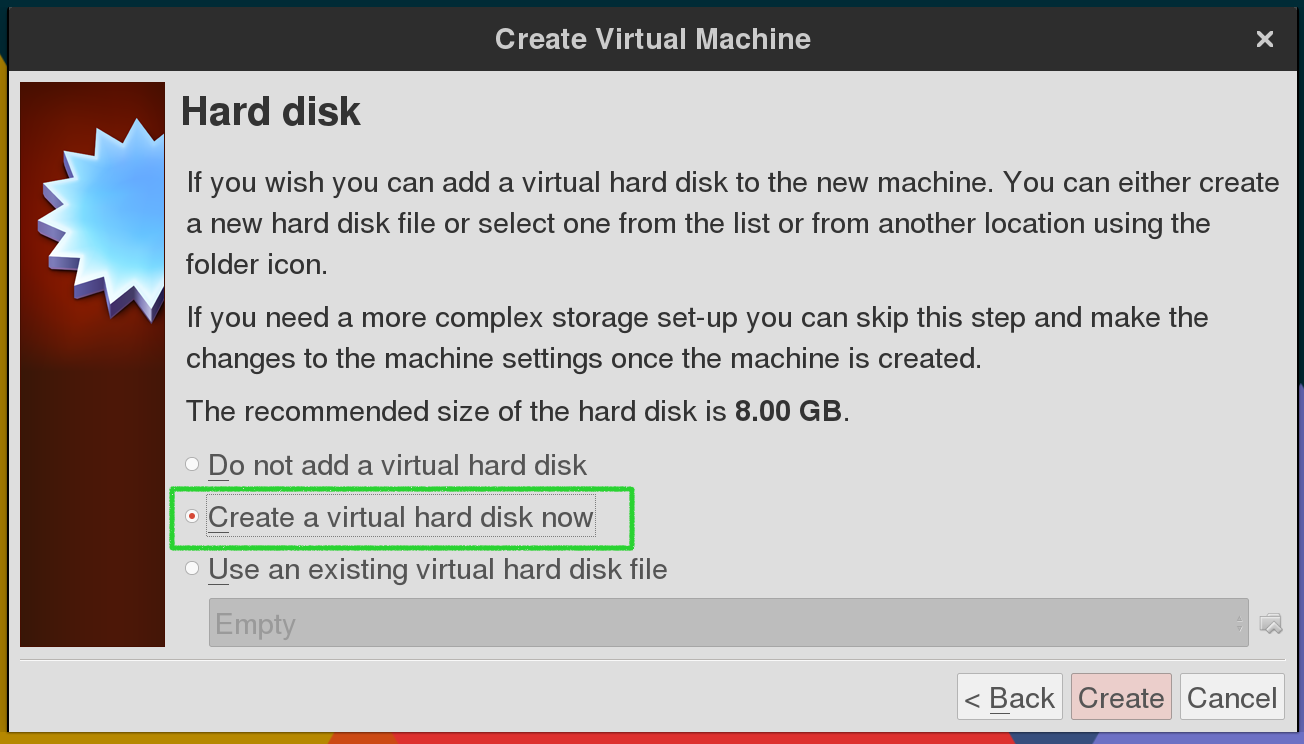 Create Virtual Machine
Hard disk
If you wish you can add a virtual hard disk to the new machine. You can either create
a new hard disk file or select one from the list or from another location using the
folder icon.
If you need a more complex storage set-up you can skip this step and make the
changes to the machine settings once the machine is created.
The recommended size of the hard disk is 8.00 GB.
Do not add a virtual hard disk
Create a virtual hard disk now
Use an existing virtual hard disk file
Empty
< Back Create Cancel